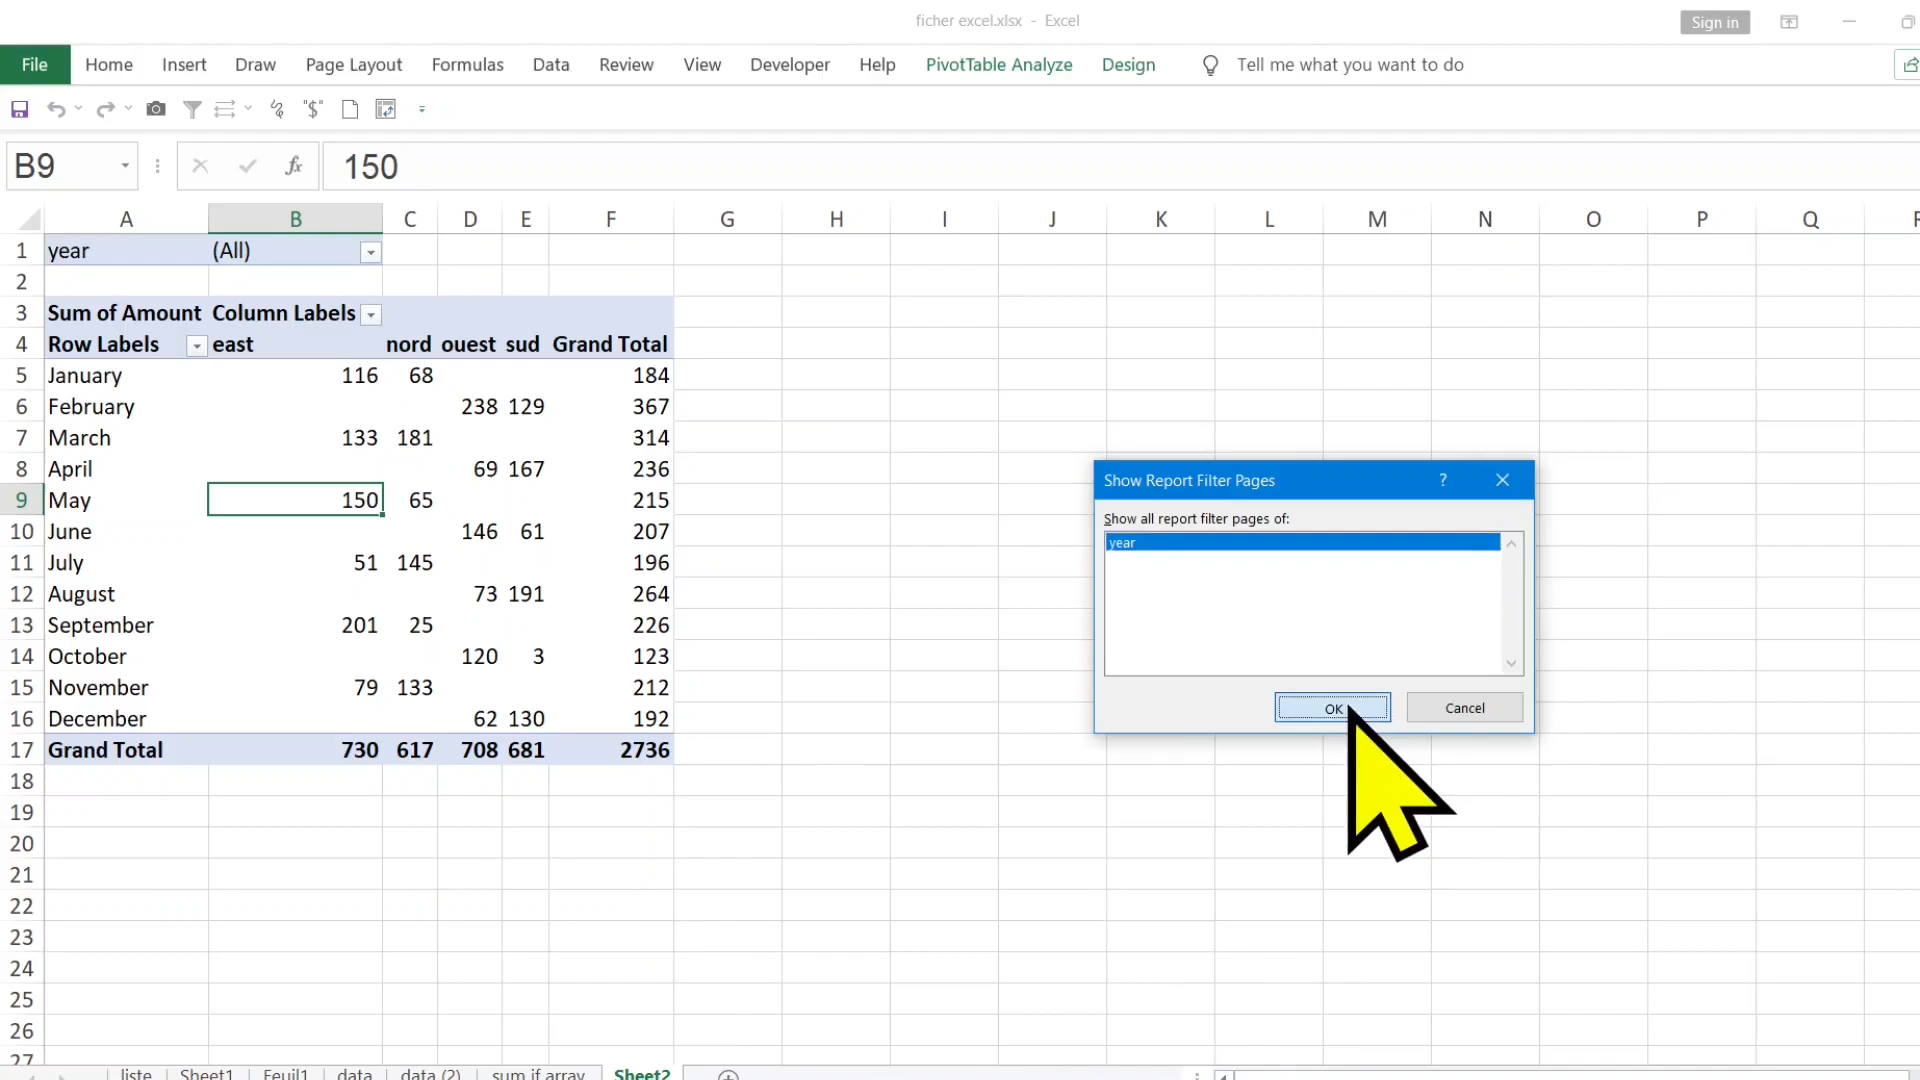 ficher excel.xlsx - Excel
Sign in
File Home Insert Draw Page Layout Formulas Data Review View Developer Help PivotTable Analyze Design Tell me what you want to do
"$"
B9 fx 150
A B C D E F G H I J K L M N O P Q
1 year (All)
2
3 Sum of Amount Column Labels
4 Row Labels east nord ouest sud Grand Total
5 January 116 68 184
6 February 238 129 367
7 March 133 181 314
8 April 69 167 236
9 May 150 65 215
10 June 146 61 207
11 July 51 145 196
12 August 73 191 264
13 September 201 25 226
14 October 120 3 123
15 November 79 133 212
16 December 62 130 192
17 Grand Total 730 617 708 681 2736
18
19
20
21
22
23
24
25
26
27
Show Report Filter Pages ?
Show all report filter pages of:
year
OK Cancel
liste Sheet1 Feuil1 data data (2) sum if array Sheet2